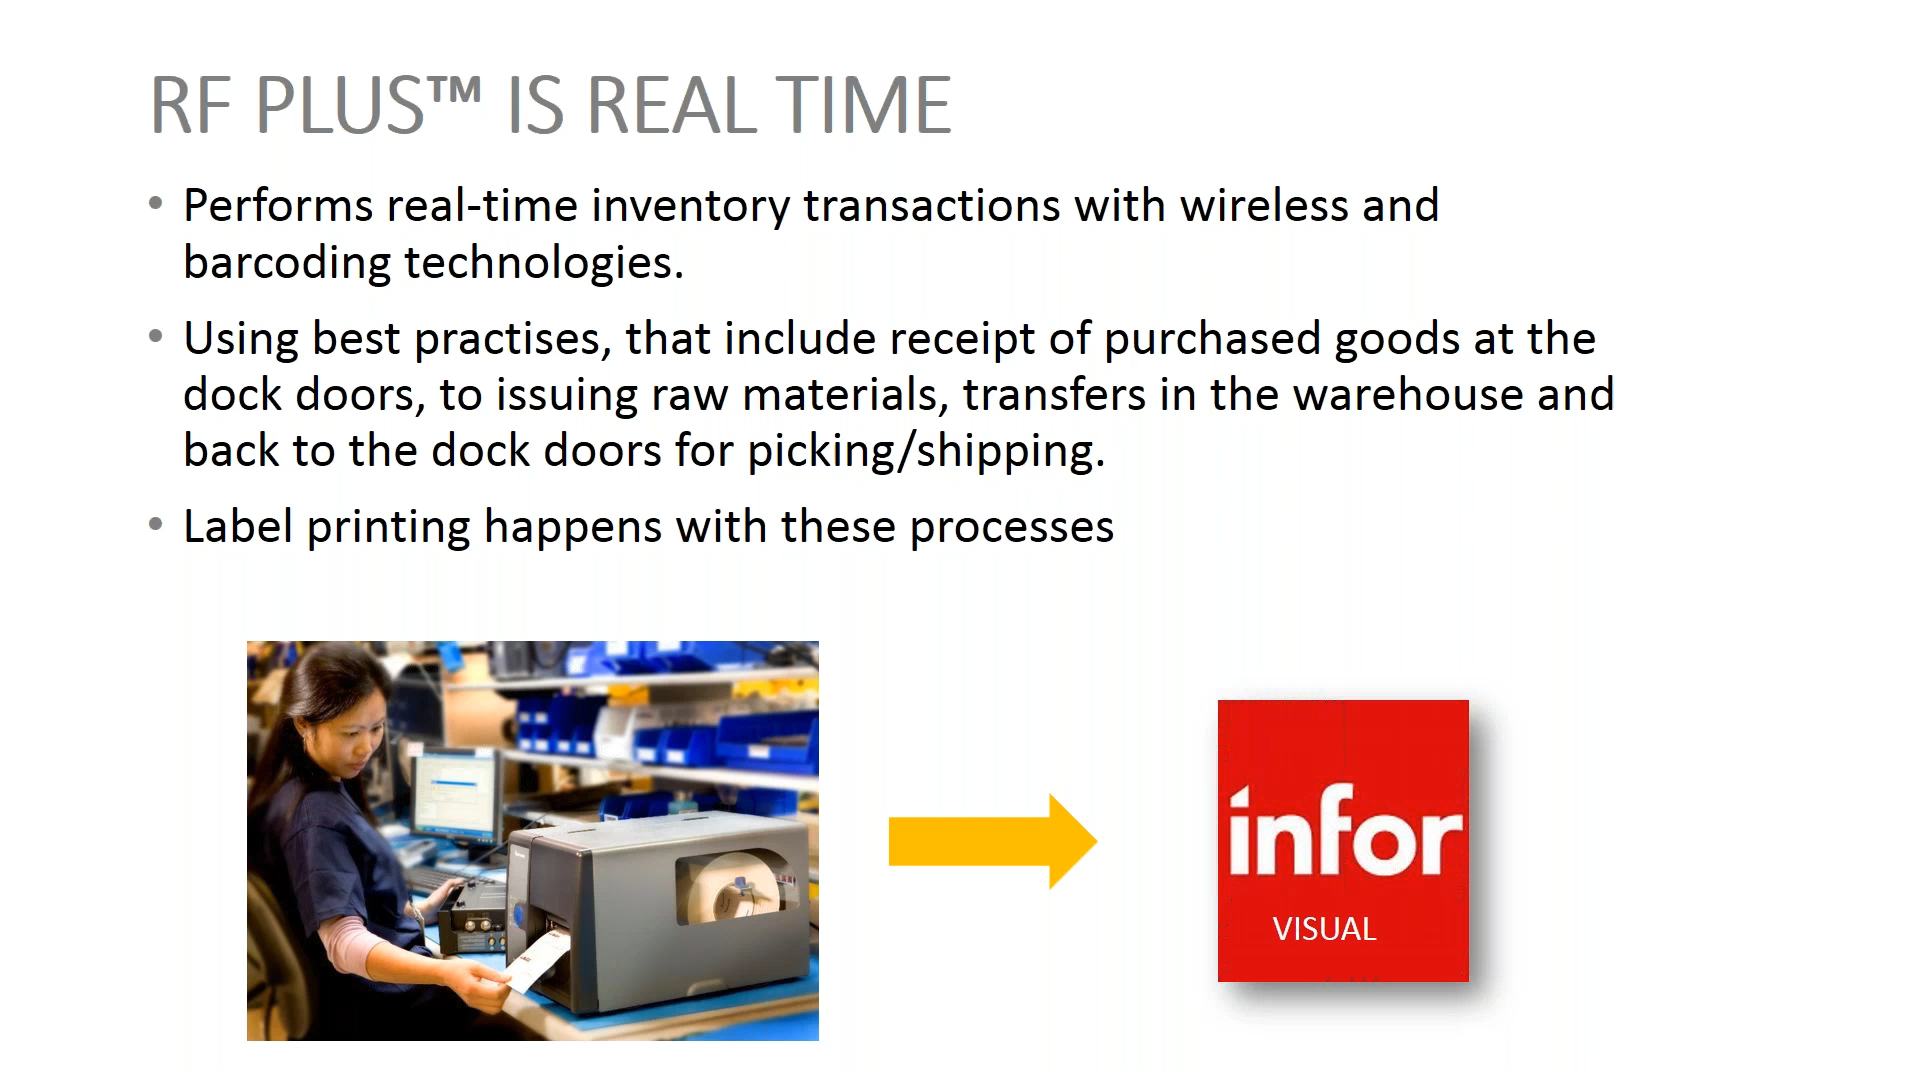 RF PLUS™ IS REAL TIME
• Performs real-time inventory transactions with wireless and
barcoding technologies.
• Using best practises, that include receipt of purchased goods at the
dock doors, to issuing raw materials, transfers in the warehouse and
back to the dock doors for picking/shipping.
• Label printing happens with these processes
infor
VISUAL